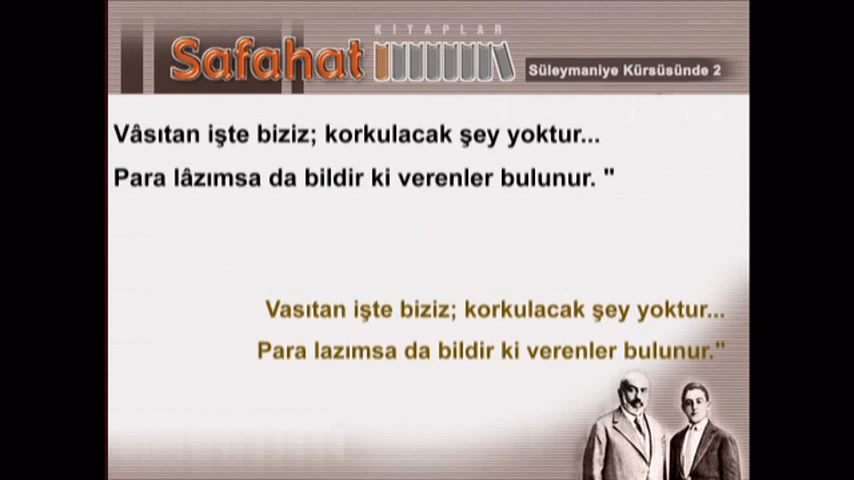 KİTAPLAR
Safahat
Süleymaniye Kürsüsünde 2
Vâsıtan işte biziz; korkulacak şey yoktur...
Para lâzımsa da bildir ki verenler bulunur. "
Vasıtan işte biziz; korkulacak şey yoktur...
Para lazımsa da bildir ki verenler bulunur."